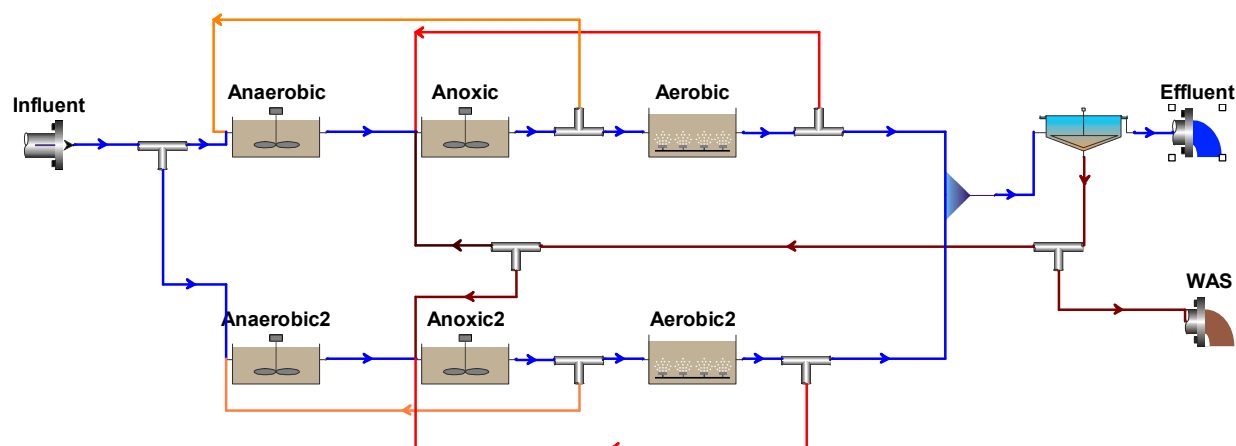 Influent
Anaerobic
Anoxic
Aerobic
Effluent
Anaerobic2
Anoxic2
Aerobic2
WAS